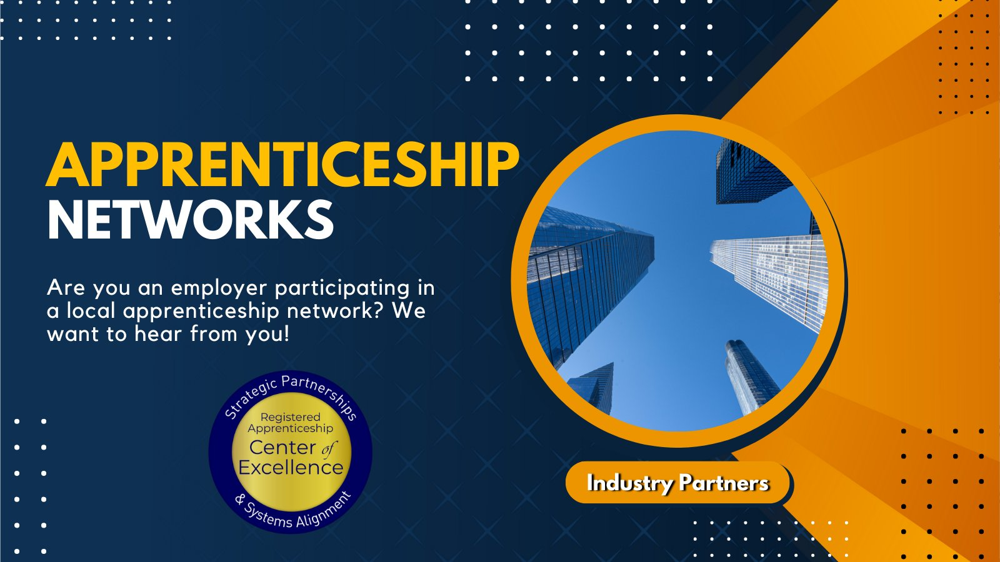 APPRENTICESHIP
NETWORKS
Are you an employer participating in
a local apprenticeship network? We
want to hear from you!
Strategic Partnerships
Registered
Apprenticeship
Center of
Excellence
& Systems Alignment
Industry Partners